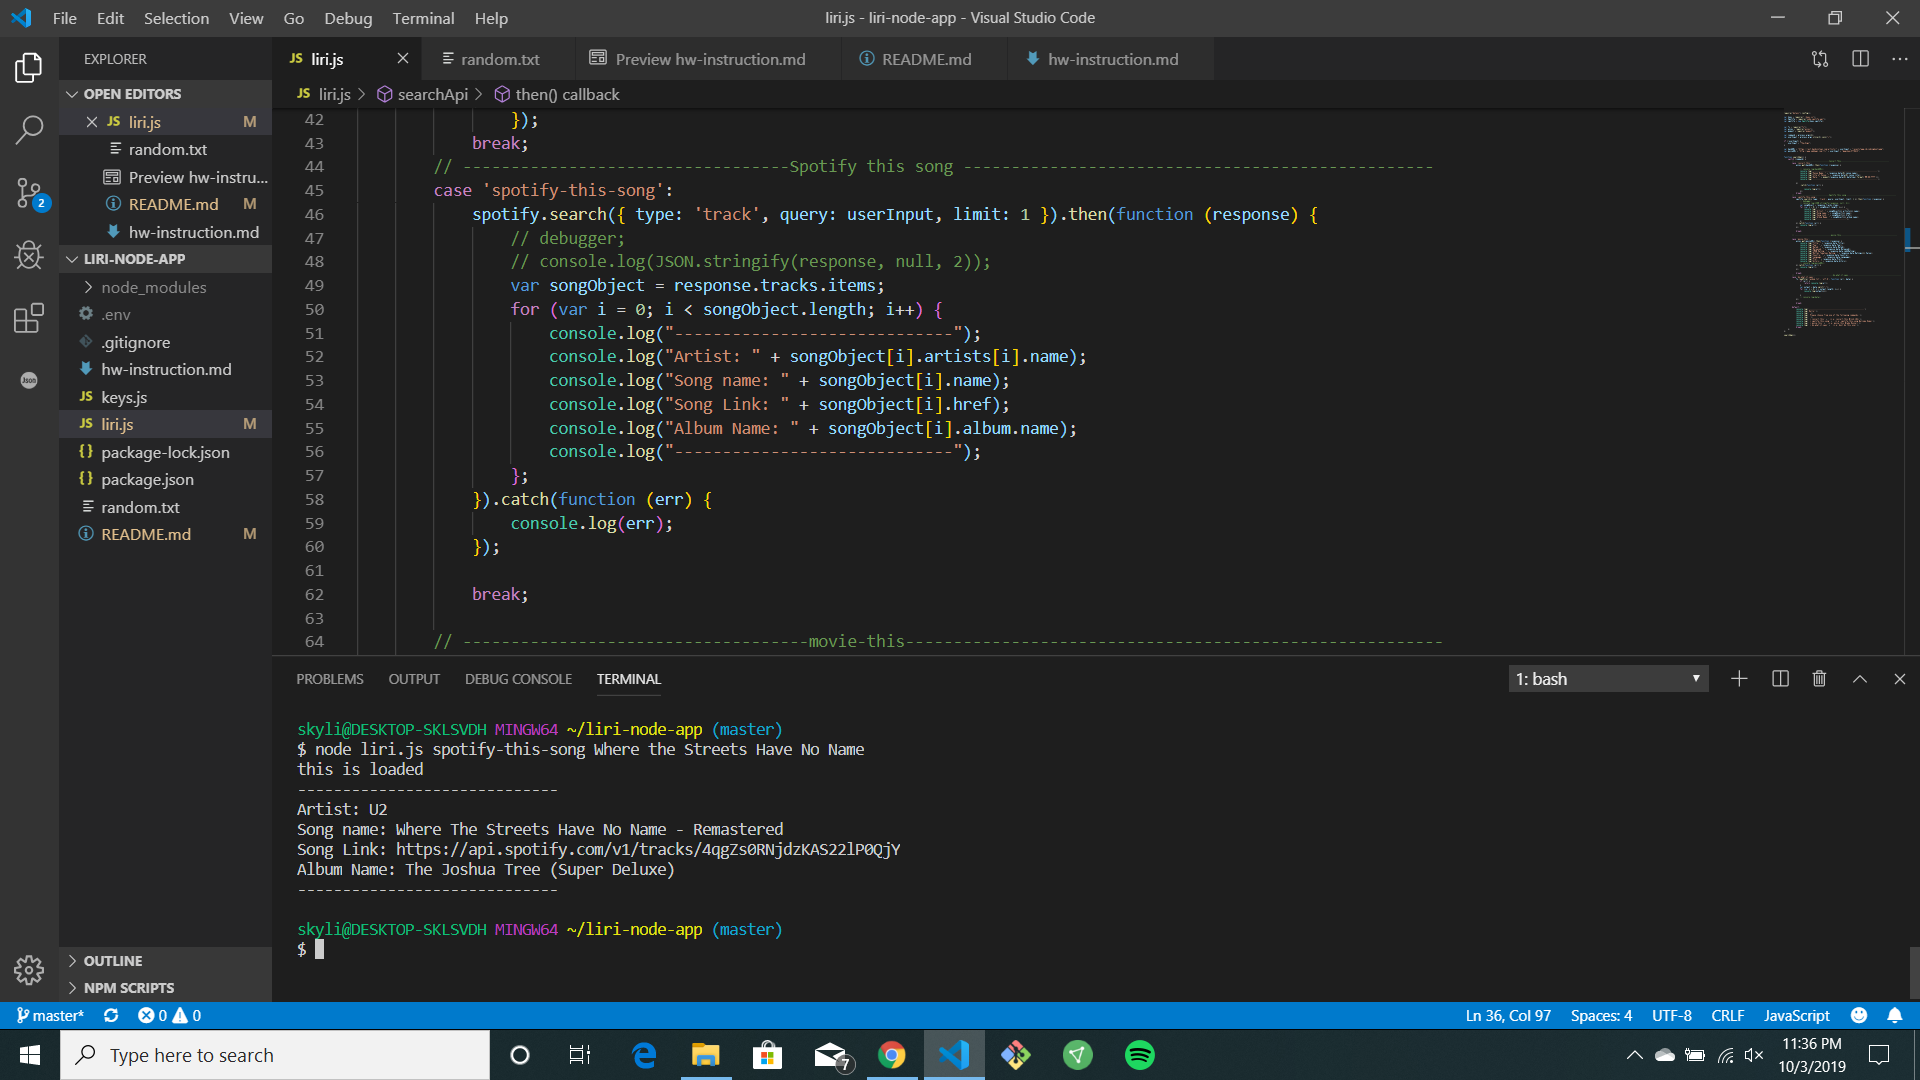 File Edit Selection View Go Debug Terminal Help
liri.js - liri-node-app - Visual Studio Code
EXPLORER
OPEN EDITORS
JS liri.js M
random.txt
Preview hw-instru...
README.md M
hw-instruction.md
LIRI-NODE-APP
node_modules
.env
.gitignore
hw-instruction.md
JS keys.js
JS liri.js M
{} package-lock.json
{} package.json
random.txt
README.md M
OUTLINE
NPM SCRIPTS
2
Json
JS liri.js random.txt Preview hw-instruction.md README.md hw-instruction.md
JS liri.js > searchApi > then() callback
42 });
43 break;
44 // ----------------------------------Spotify this song -------------------------------------------------
45 case 'spotify-this-song':
46 spotify.search({ type: 'track', query: userInput, limit: 1 }).then(function (response) {
47 // debugger;
48 // console.log(JSON.stringify(response, null, 2));
49 var songObject = response.tracks.items;
50 for (var i = 0; i < songObject.length; i++) {
51 console.log("-----------------------------");
52 console.log("Artist: " + songObject[i].artists[i].name);
53 console.log("Song name: " + songObject[i].name);
54 console.log("Song Link: " + songObject[i].href);
55 console.log("Album Name: " + songObject[i].album.name);
56 console.log("-----------------------------");
57 };
58 }).catch(function (err) {
59 console.log(err);
60 });
61
62 break;
63
64 // ------------------------------------movie-this--------------------------------------------------------
PROBLEMS OUTPUT DEBUG CONSOLE TERMINAL
1: bash
skyli@DESKTOP-SKLSVDH MINGW64 ~/liri-node-app (master)
$ node liri.js spotify-this-song Where the Streets Have No Name
this is loaded
-----------------------------
Artist: U2
Song name: Where The Streets Have No Name - Remastered
Song Link: https://api.spotify.com/v1/tracks/4qgZs0RNjdzKAS22lP0QjY
Album Name: The Joshua Tree (Super Deluxe)
-----------------------------
skyli@DESKTOP-SKLSVDH MINGW64 ~/liri-node-app (master)
$
master* 0 0
Ln 36, Col 97 Spaces: 4 UTF-8 CRLF JavaScript
Type here to search
7
11:36 PM
10/3/2019